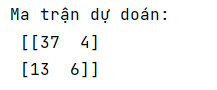 Ma trận dự đoán:
[[37 4]
[13 6]]